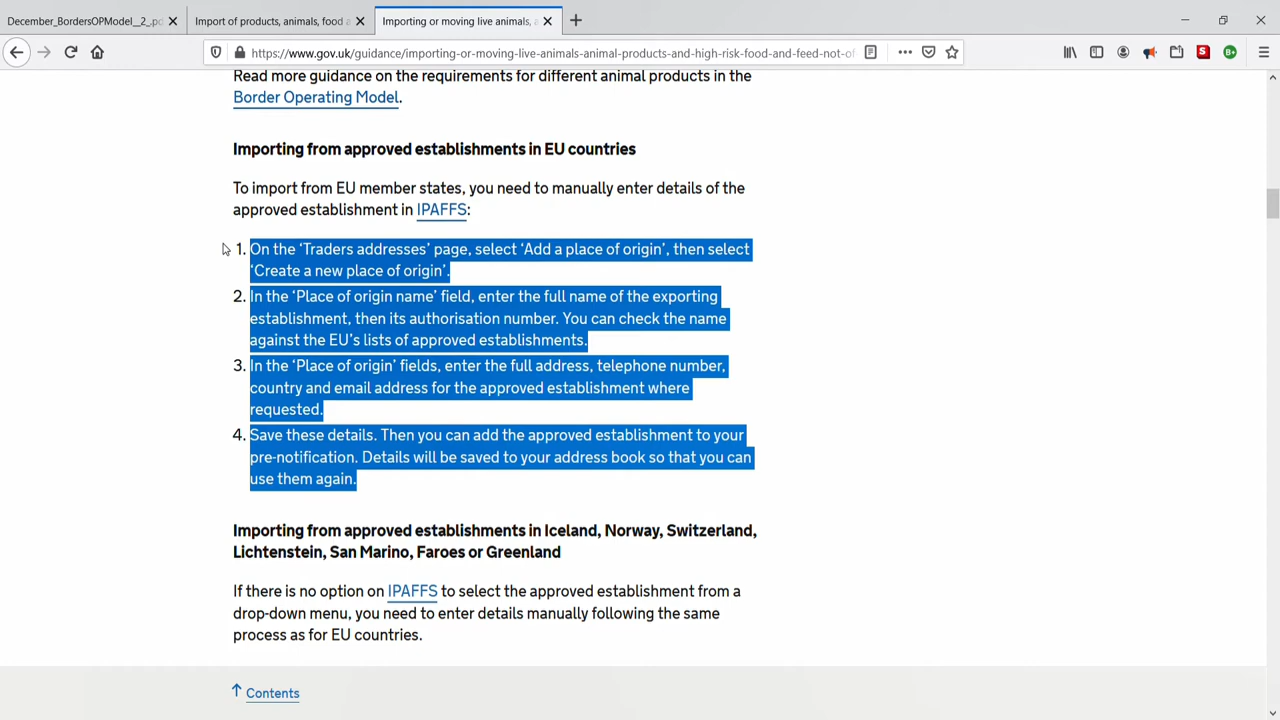 December_BordersOPModel__2_.pd
Import of products, animals, food a
Importing or moving live animals, a
https://www.gov.uk/guidance/importing-or-moving-live-animals-animal-products-and-high-risk-food-and-feed-not-of
Read more guidance on the requirements for different animal products in the
Border Operating Model.
Importing from approved establishments in EU countries
To import from EU member states, you need to manually enter details of the
approved establishment in IPAFFS:
1. On the ‘Traders addresses’ page, select ‘Add a place of origin’, then select
‘Create a new place of origin’.
2. In the ‘Place of origin name’ field, enter the full name of the exporting
establishment, then its authorisation number. You can check the name
against the EU’s lists of approved establishments.
3. In the ‘Place of origin’ fields, enter the full address, telephone number,
country and email address for the approved establishment where
requested.
4. Save these details. Then you can add the approved establishment to your
pre-notification. Details will be saved to your address book so that you can
use them again.
Importing from approved establishments in Iceland, Norway, Switzerland,
Lichtenstein, San Marino, Faroes or Greenland
If there is no option on IPAFFS to select the approved establishment from a
drop-down menu, you need to enter details manually following the same
process as for EU countries.
Contents